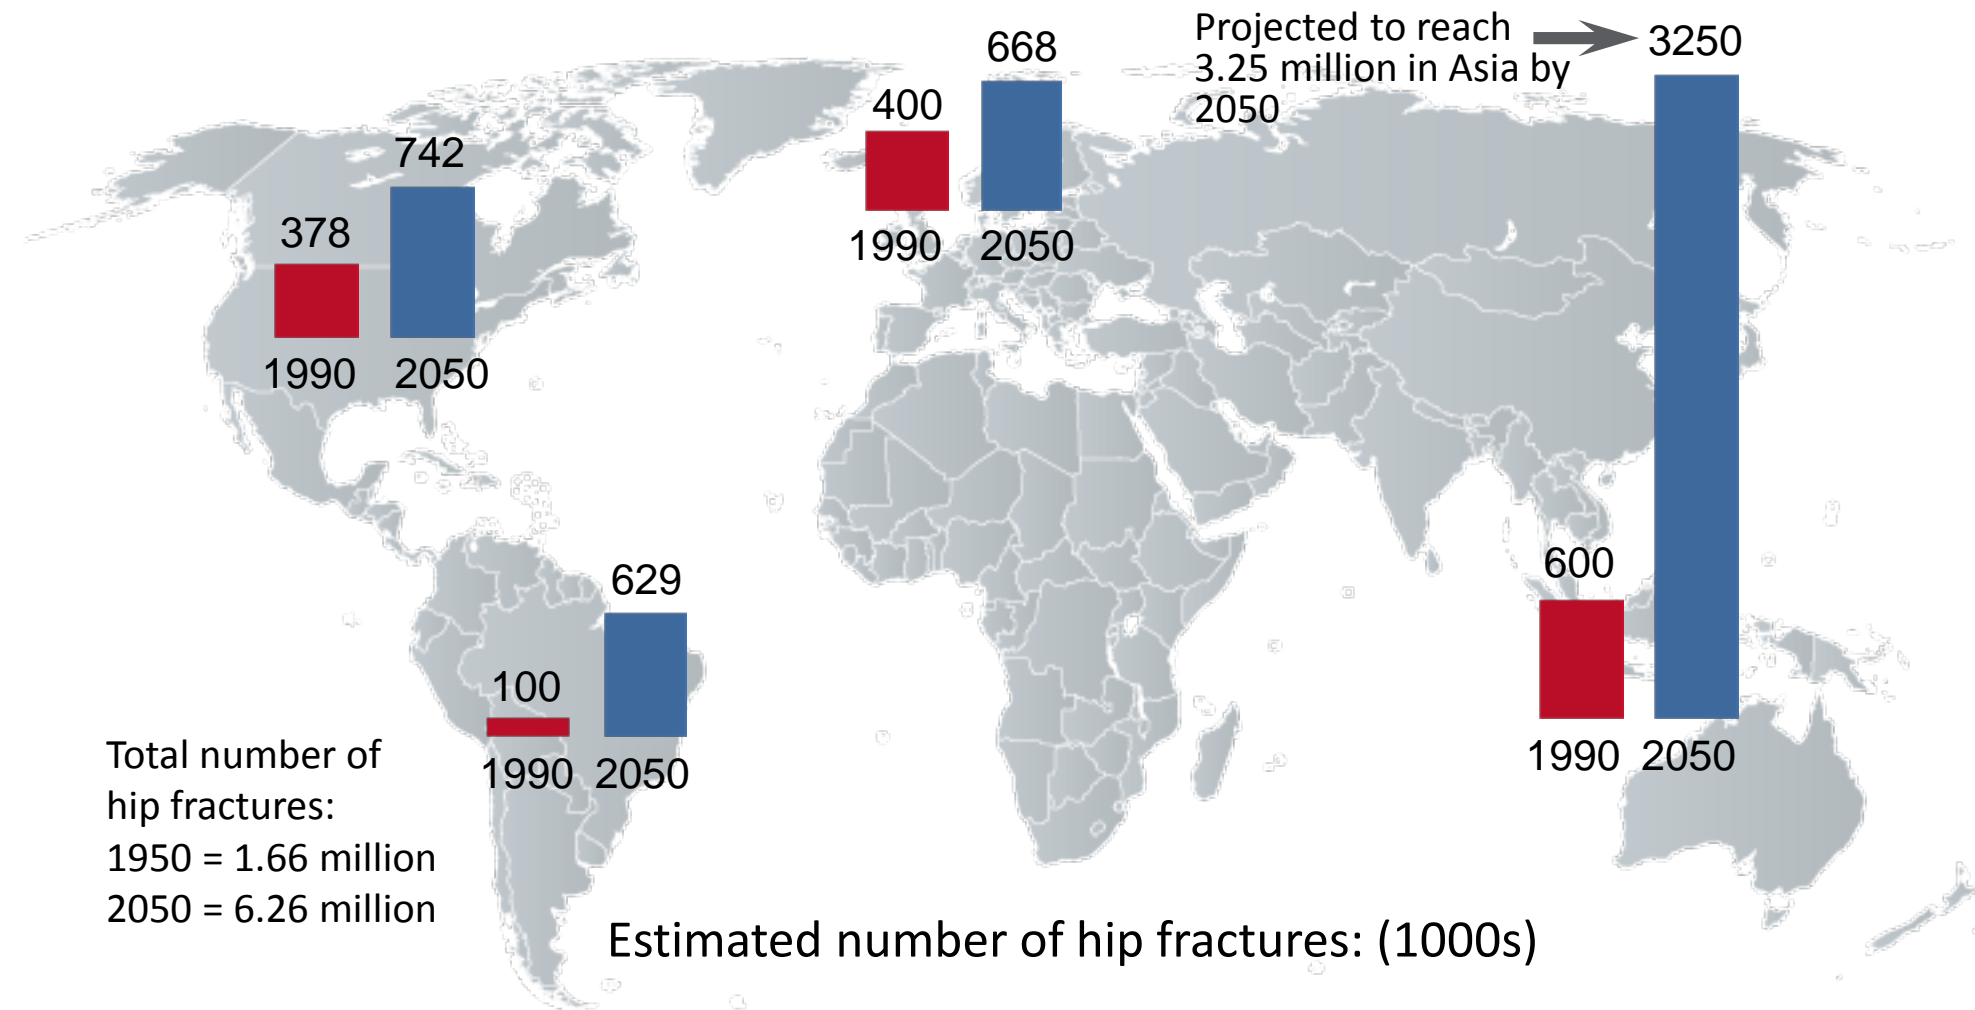 Projected to reach
3.25 million in Asia by
2050
3250
668
400
1990 2050
742
378
1990 2050
629
100
1990 2050
600
1990 2050
Total number of
hip fractures:
1950 = 1.66 million
2050 = 6.26 million
Estimated number of hip fractures: (1000s)